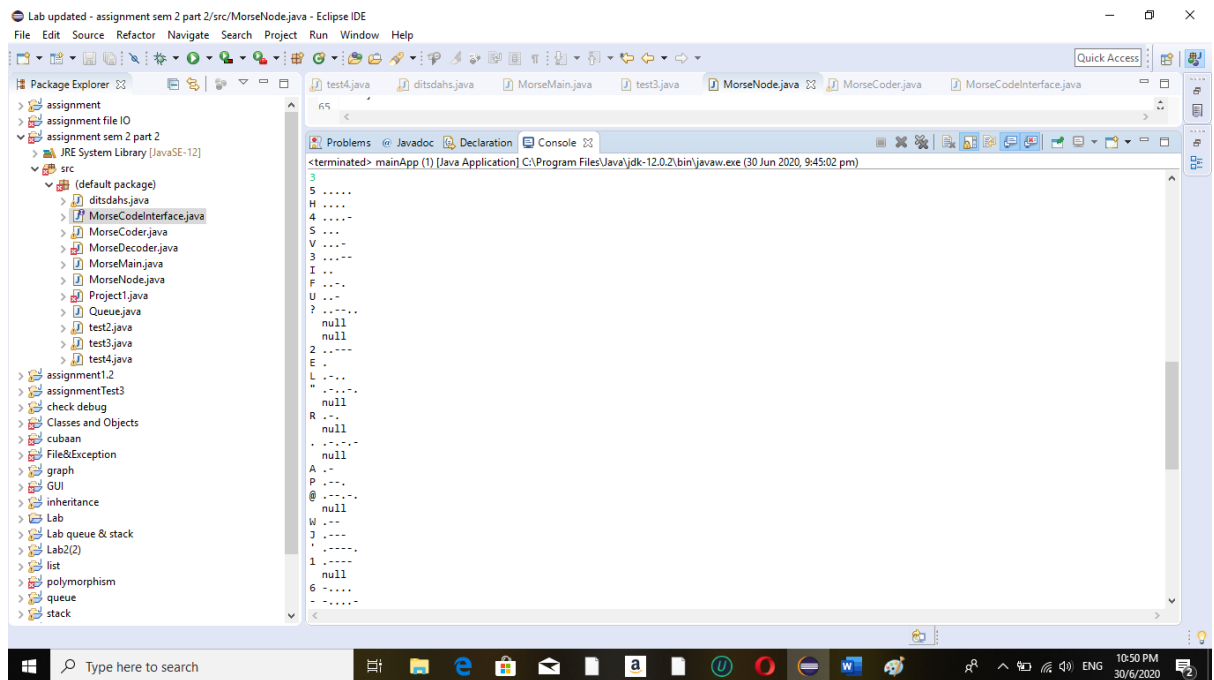 Lab updated - assignment sem 2 part 2/src/MorseNode.java - Eclipse IDE
File Edit Source Refactor Navigate Search Project Run Window Help
Quick Access
Package Explorer
assignment
assignment file IO
assignment sem 2 part 2
JRE System Library [JavaSE-12]
src
(default package)
ditsdahs.java
MorseCodeInterface.java
MorseCoder.java
MorseDecoder.java
MorseMain.java
MorseNode.java
Project1.java
Queue.java
test2.java
test3.java
test4.java
assignment1.2
assignmentTest3
check debug
Classes and Objects
cubaan
File&Exception
graph
GUI
inheritance
Lab
Lab queue & stack
Lab2(2)
list
polymorphism
queue
stack
test4.java ditsdahs.java MorseMain.java test3.java MorseNode.java MorseCoder.java MorseCodeInterface.java
65
Problems @ Javadoc Declaration Console
<terminated> mainApp (1) [Java Application] C:\Program Files\Java\jdk-12.0.2\bin\javaw.exe (30 Jun 2020, 9:45:02 pm)
3
5 .....
H ....
4 ....-
S ...
V ...-
3 ...--
I ..
F ..-.
U ..-
? ..--..
null
null
2 ..---
E .
L .-..
" .-..-.
null
R .-.
null
. .-.-.-
null
A .-
P .--.
@ .--.-.
null
W .--
J .---
' .----.
1 .----
null
6 -....
- -....-
Type here to search
a
U
W
ENG
10:50 PM
30/6/2020
2